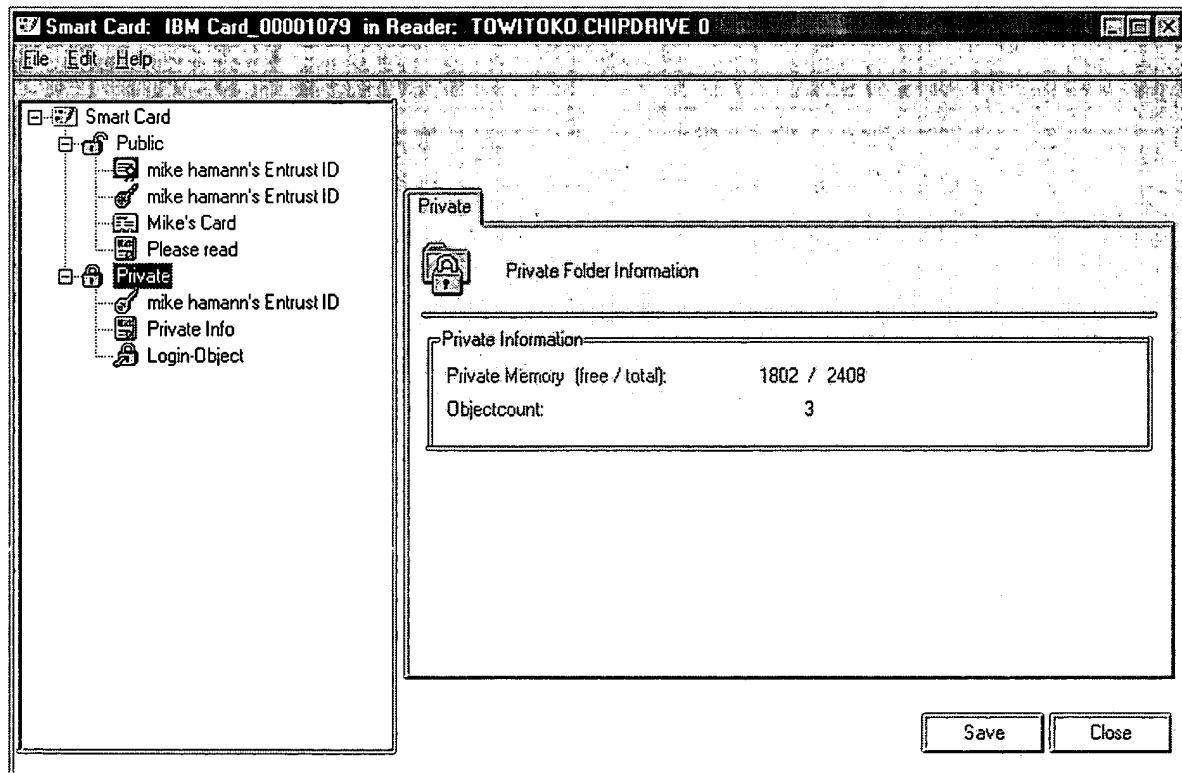 Smart Card: IBM Card_00001079 in Reader: TOWITOKO CHIPDRIVE 0
File Edit Help
Smart Card
Public
mike hamann's Entrust ID
mike hamann's Entrust ID
Mike's Card
Please read
Private
mike hamann's Entrust ID
Private Info
Login-Object
Private
Private Folder Information
Private Information
Private Memory (free / total): 1802 / 2408
Objectcount: 3
Save Close